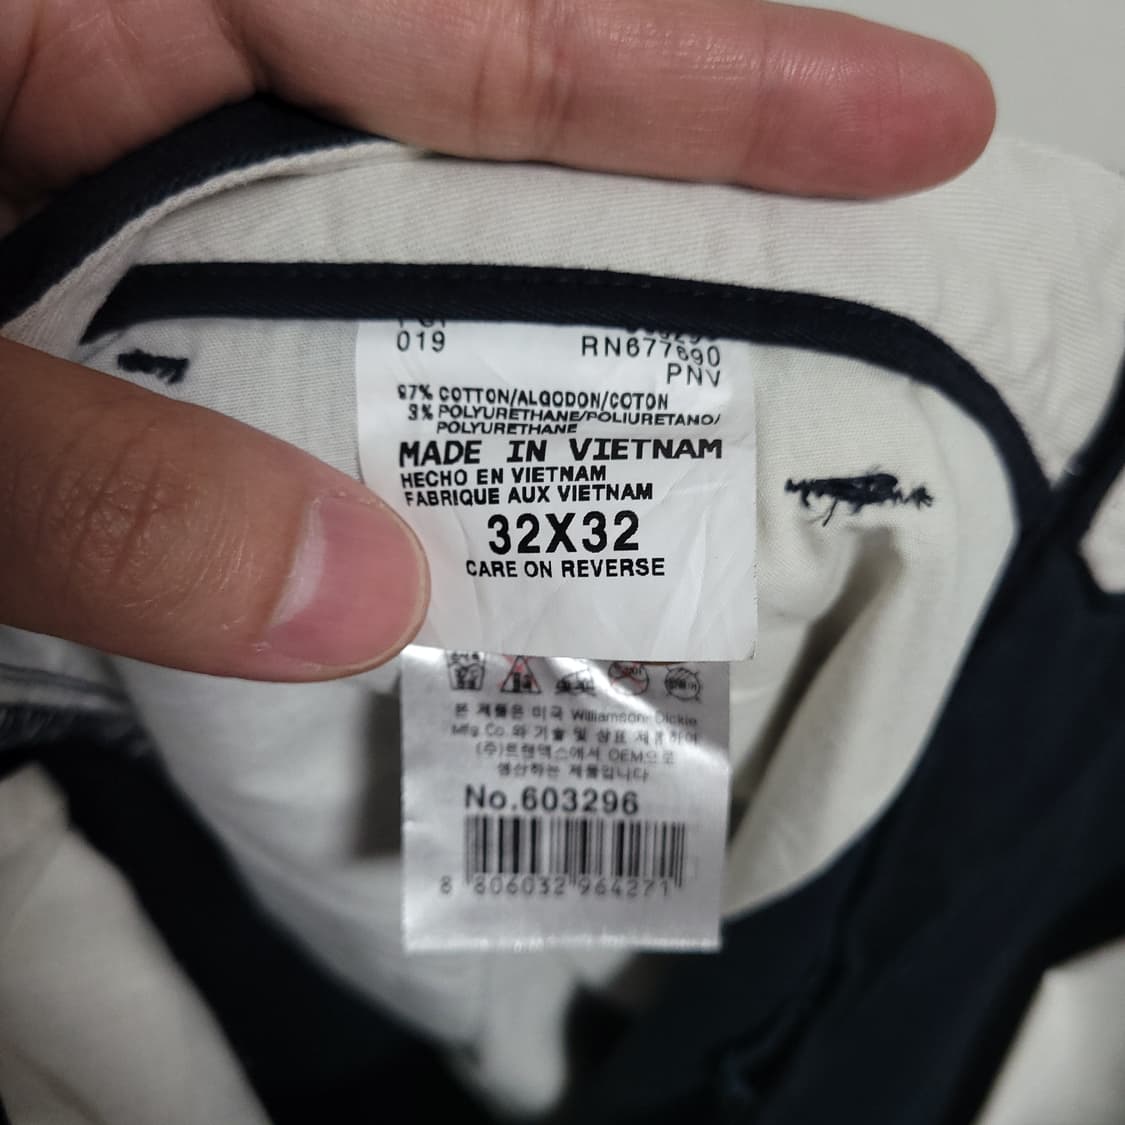 019
RN677690
PNV
97% COTTON/ALGODON/COTON
3% POLYURETHANE/POLIURETANO/
POLYURETHANE
MADE IN VIETNAM
HECHO EN VIETNAM
FABRIQUE AUX VIETNAM
32X32
CARE ON REVERSE
본 제품은 미국 Williamson-Dickie
Mfg.Co.와 기술 및 상표 제휴하여
(주)트렌덱스에서 OEM으로
생산하는 제품입니다
No.603296
8 806032 964271